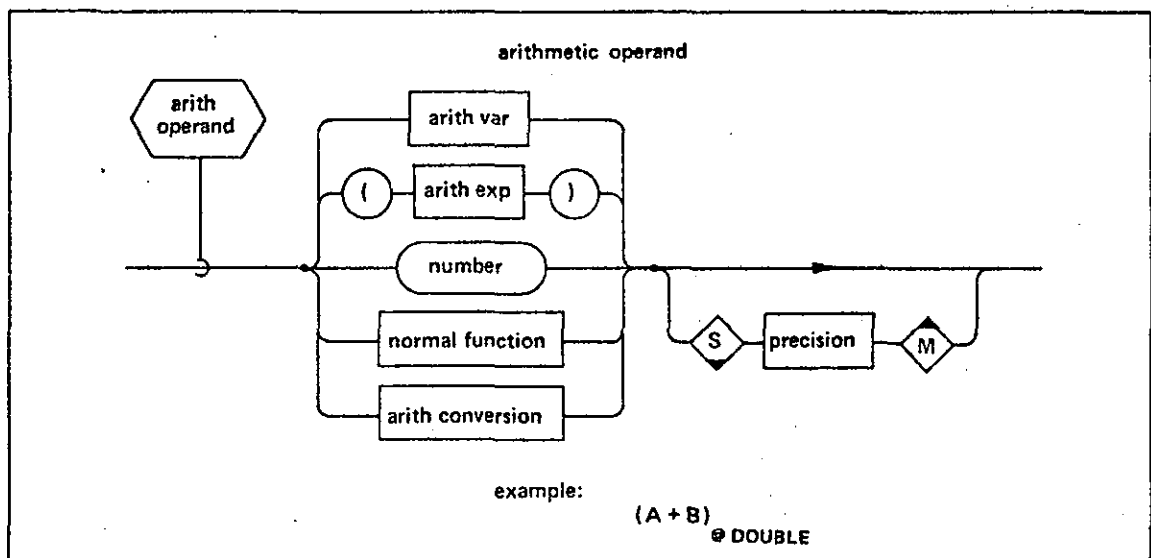 arithmetic operand
arith
operand
arith var
( arith exp )
number
normal function
S precision M
arith conversion
example:
(A + B)
@ DOUBLE